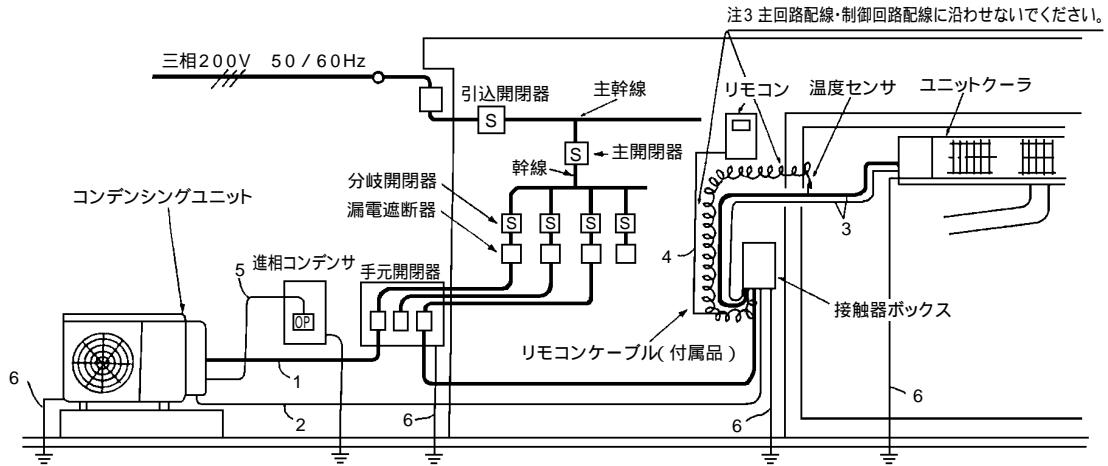 注3 主回路配線・制御回路配線に沿わせないでください。
三相200V 50/60Hz
引込開閉器
主幹線
リモコン
温度センサ
ユニットクーラ
S
S
主開閉器
幹線
分岐開閉器
S
S
S
S
漏電遮断器
コンデンシングユニット
3
4
5
進相コンデンサ
手元開閉器
OP
接触器ボックス
リモコンケーブル(付属品)
1
2
6
6
6
6